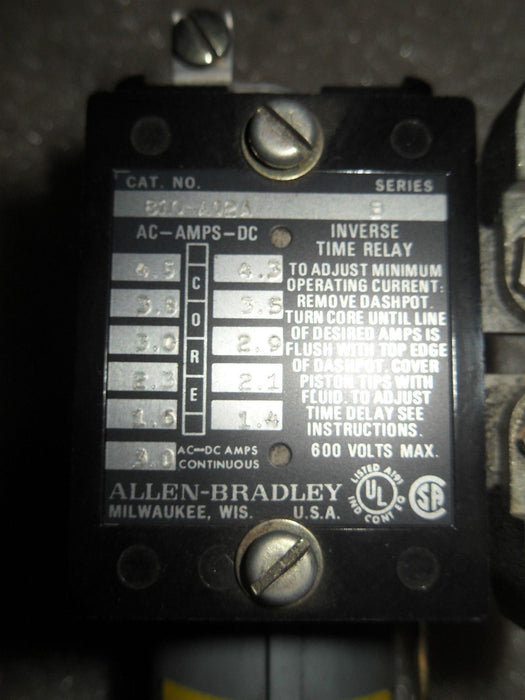 CAT. NO. SERIES
810-A02A B
AC-AMPS-DC
4.5 4.3
3.8 3.5
3.0 2.9
2.3 2.1
1.6 1.4
CORE
AC-DC AMPS
CONTINUOUS
INVERSE
TIME RELAY
TO ADJUST MINIMUM
OPERATING CURRENT:
REMOVE DASHPOT.
TURN CORE UNTIL LINE
OF DESIRED AMPS IS
FLUSH WITH TOP EDGE
OF DASHPOT. COVER
PISTON TIPS WITH
FLUID. TO ADJUST
TIME DELAY SEE
INSTRUCTIONS.
600 VOLTS MAX.
ALLEN-BRADLEY
MILWAUKEE, WIS. U.S.A.
LISTED A195
UL
IND CONT EQ
SA